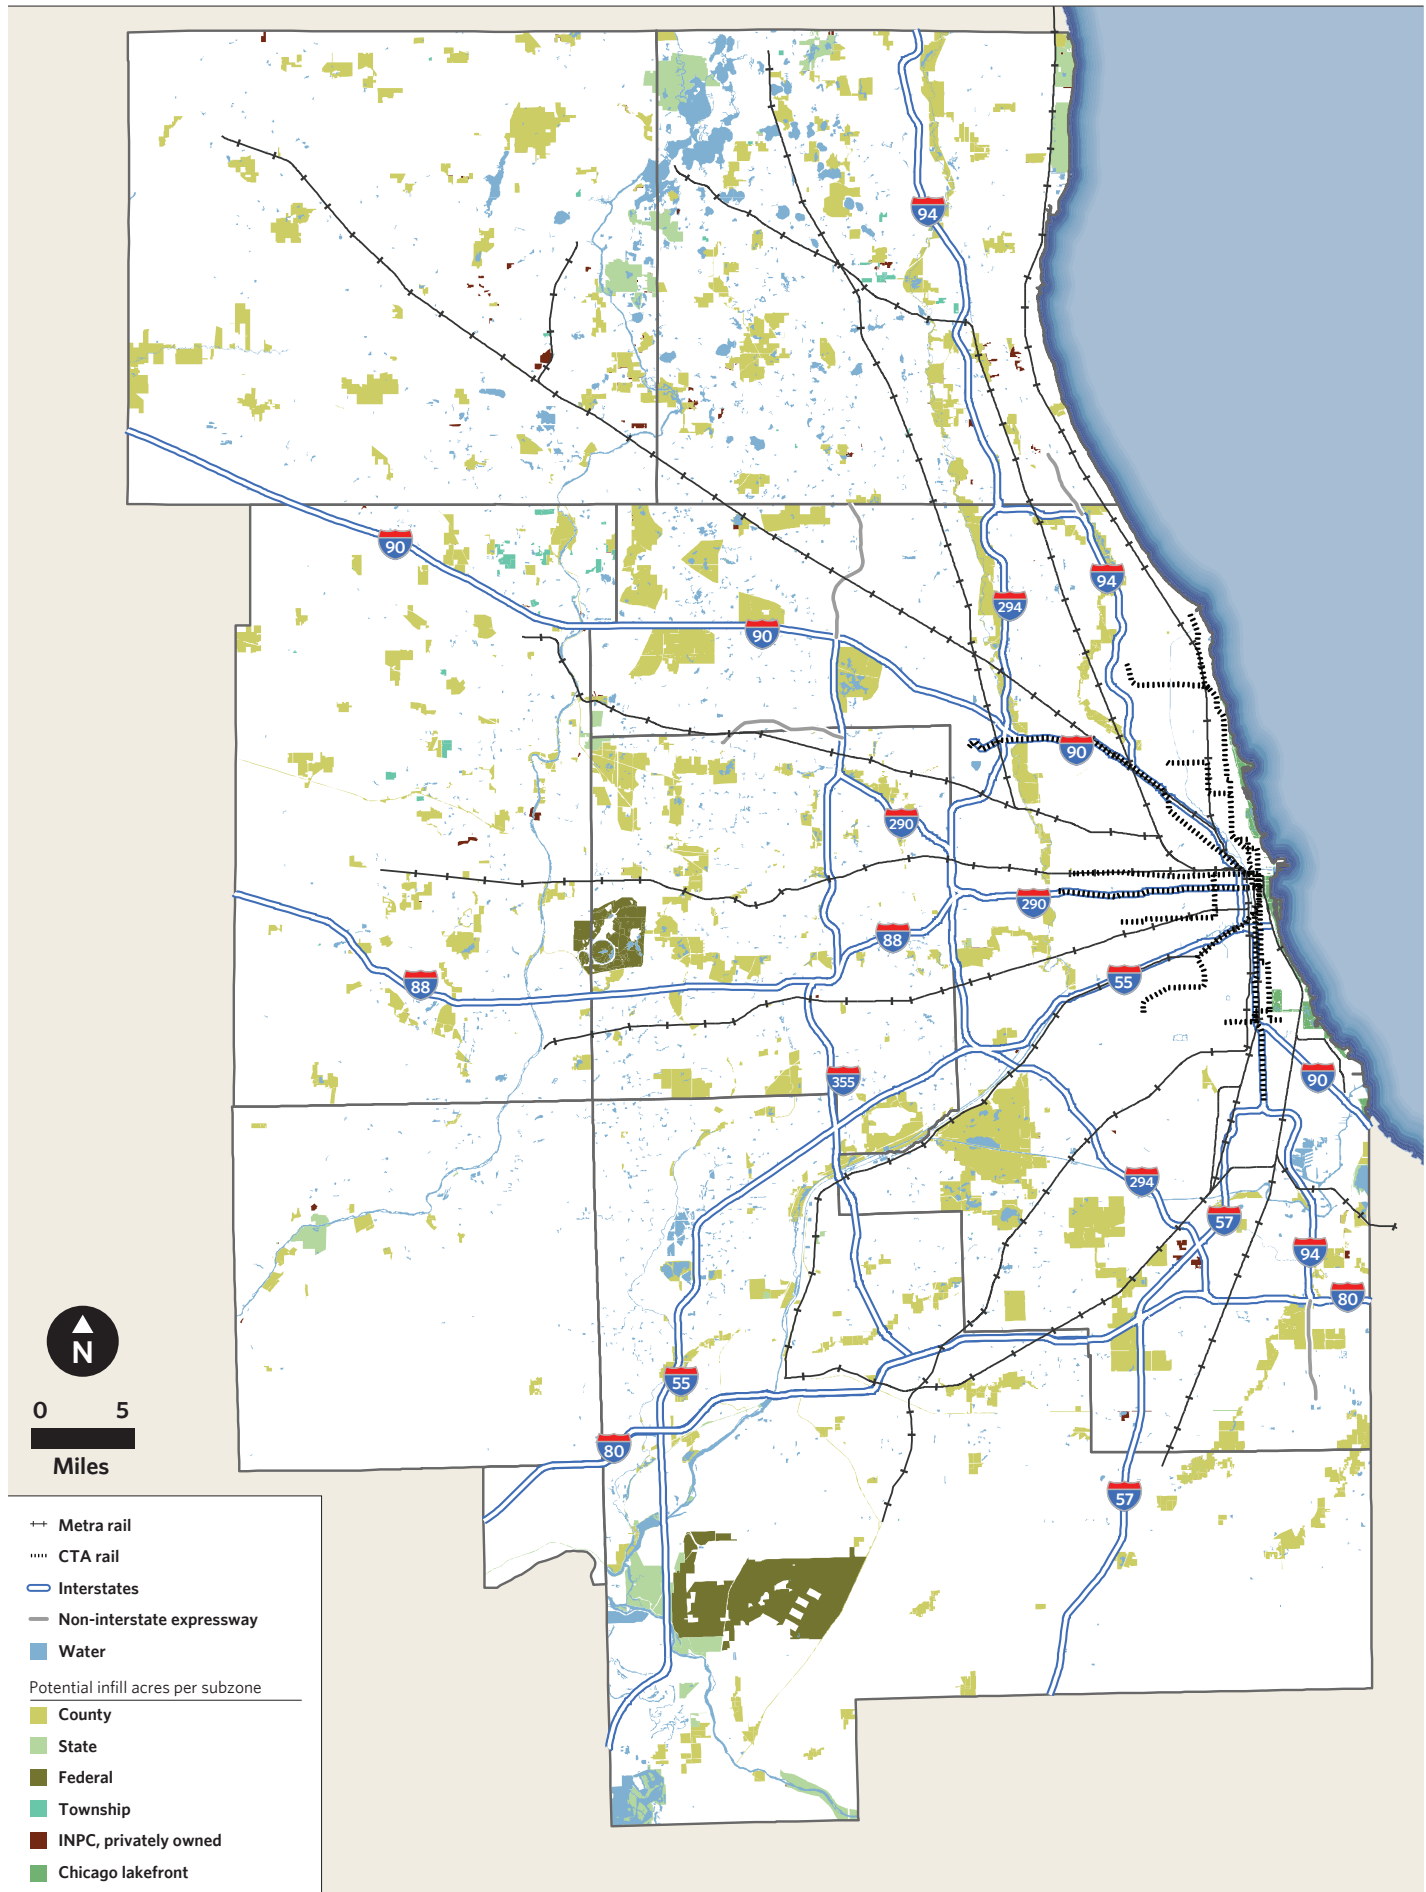 94
90
294
94
90
90
290
290
88
55
88
355
90
294
57
94
80
N
0 5
Miles
55
80
57
Metra rail
CTA rail
Interstates
Non-interstate expressway
Water
Potential infill acres per subzone
County
State
Federal
Township
INPC, privately owned
Chicago lakefront